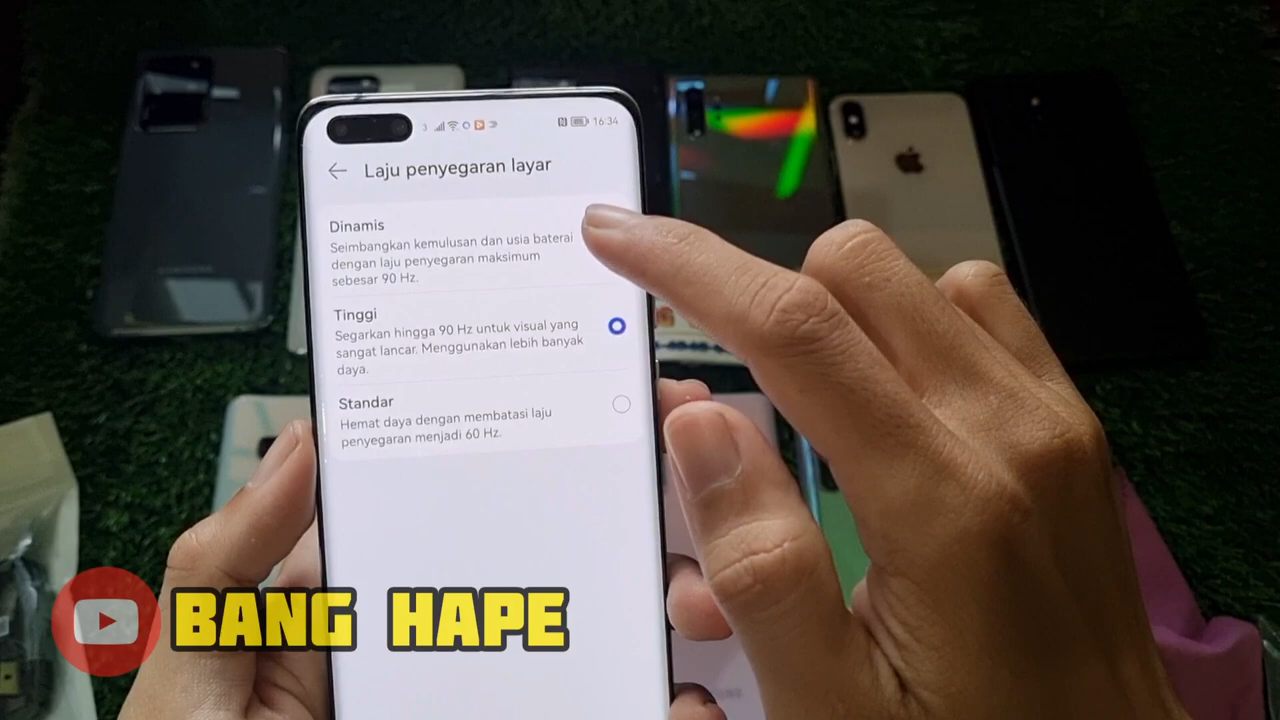 16:34
Laju penyegaran layar
Dinamis
Seimbangkan kemulusan dan usia baterai
dengan laju penyegaran maksimum
sebesar 90 Hz.
Tinggi
Segarkan hingga 90 Hz untuk visual yang
sangat lancar. Menggunakan lebih banyak
daya.
Standar
Hemat daya dengan membatasi laju
penyegaran menjadi 60 Hz.
BANG HAPE